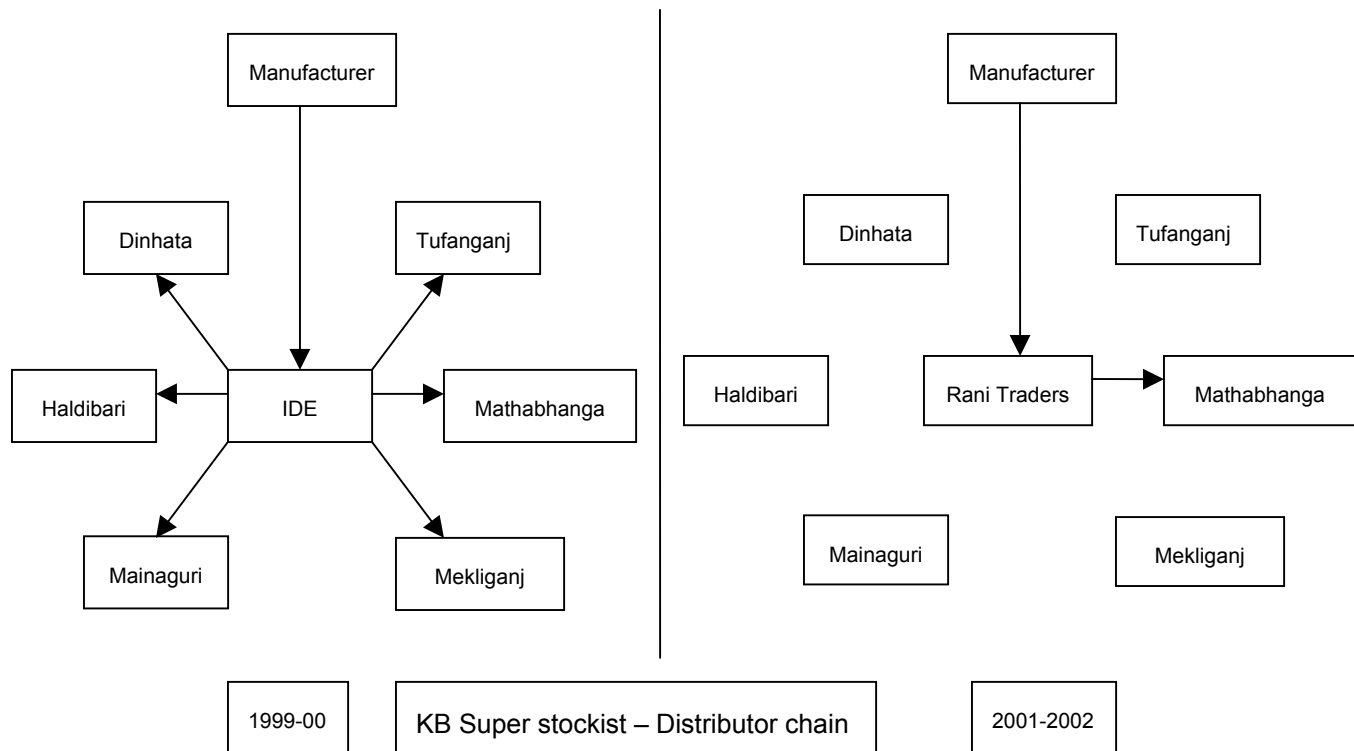 Manufacturer
Dinhata
Tufanganj
Haldibari
IDE
Mathabhanga
Mainaguri
Mekliganj
Manufacturer
Dinhata
Tufanganj
Haldibari
Rani Traders
Mathabhanga
Mainaguri
Mekliganj
1999-00
KB Super stockist – Distributor chain
2001-2002